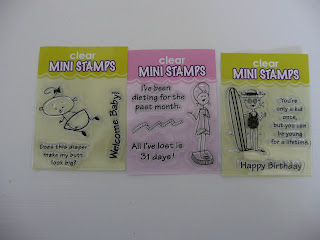 clear
MINI STAMPS
Welcome Baby!
Does this diaper
make my butt
look big?
clear
MINI STAMPS
I've been
dieting for the
past month.
All I've lost is
31 days!
clear
MINI STAMPS
You're
only a kid
once,
but you can
be young
for a lifetime.
Happy Birthday